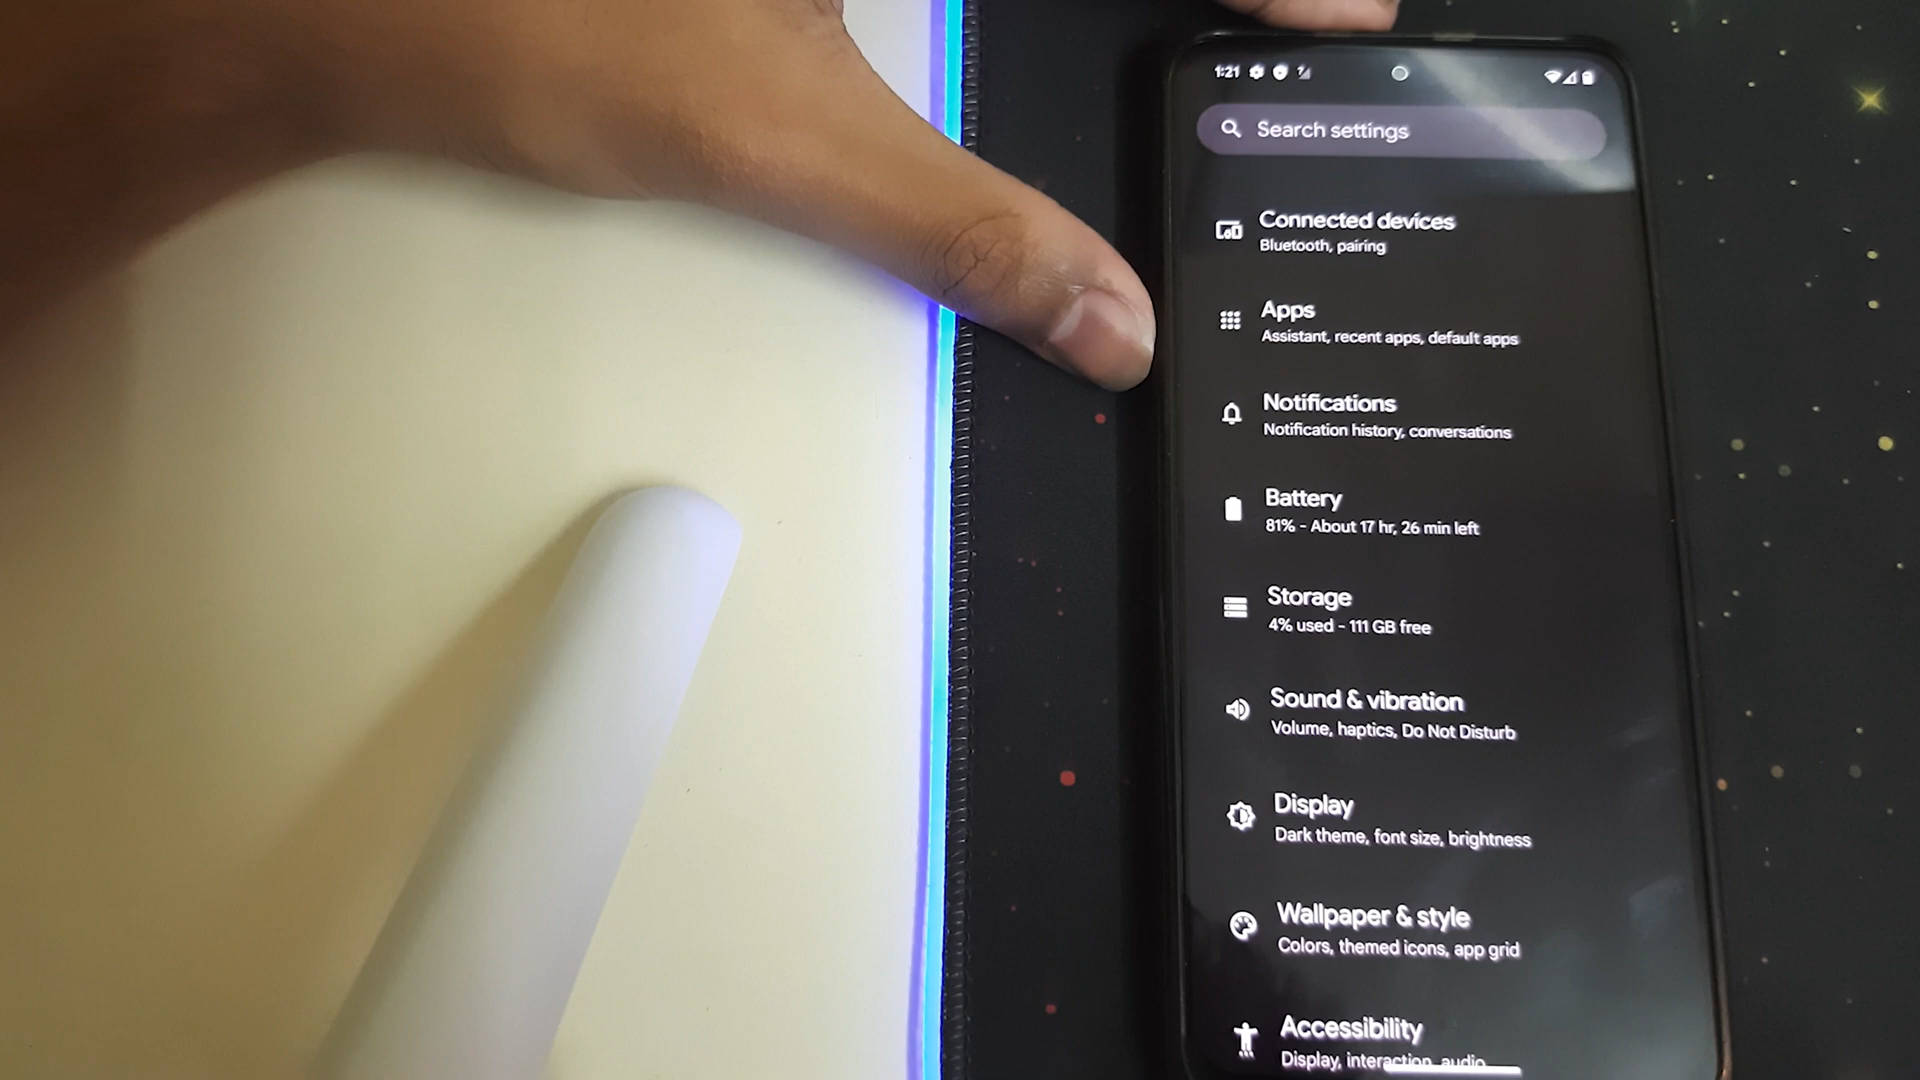 1:21
Search settings
Connected devices
Bluetooth, pairing
Apps
Assistant, recent apps, default apps
Notifications
Notification history, conversations
Battery
81% - About 17 hr, 26 min left
Storage
4% used - 111 GB free
Sound & vibration
Volume, haptics, Do Not Disturb
Display
Dark theme, font size, brightness
Wallpaper & style
Colors, themed icons, app grid
Accessibility
Display, interaction, audio